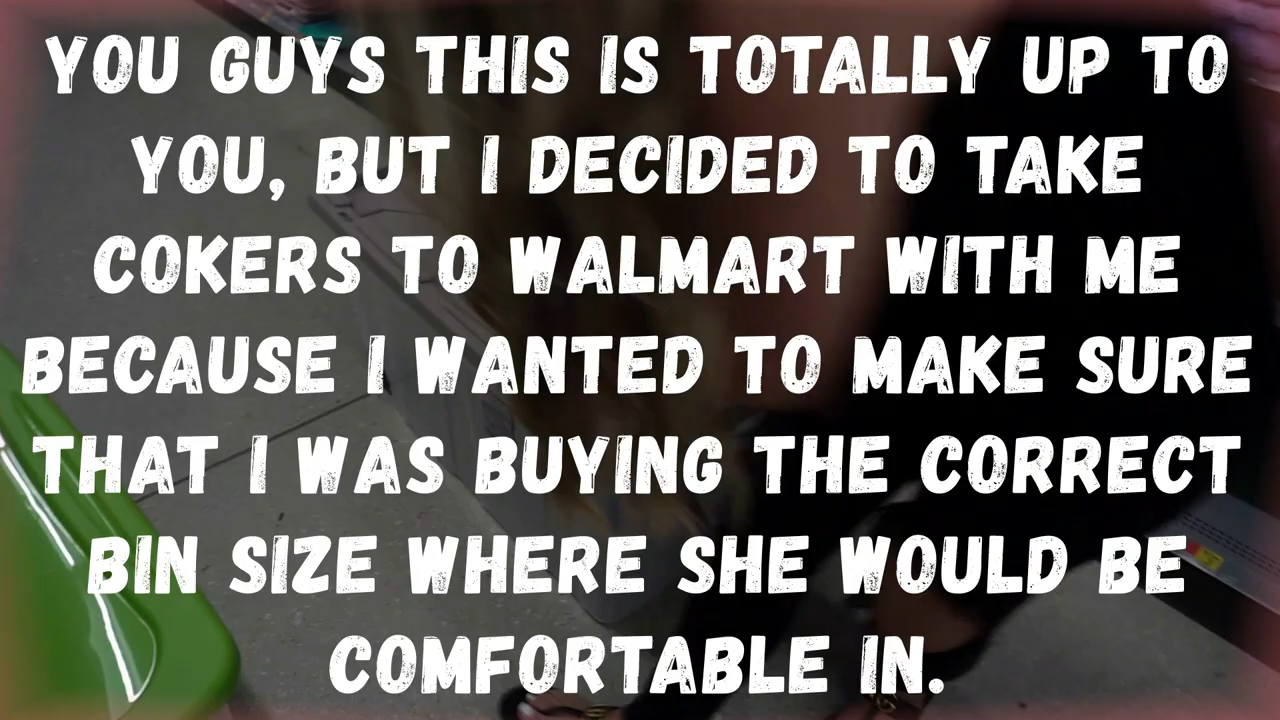 YOU GUYS THIS IS TOTALLY UP TO
YOU, BUT I DECIDED TO TAKE
COKERS TO WALMART WITH ME
BECAUSE I WANTED TO MAKE SURE
THAT I WAS BUYING THE CORRECT
BIN SIZE WHERE SHE WOULD BE
COMFORTABLE IN.